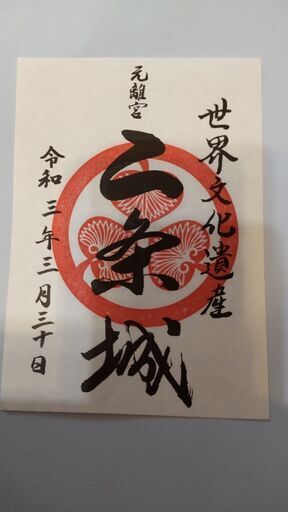 世界文化遺産
元離宮
二条城
令和三年三月三十日